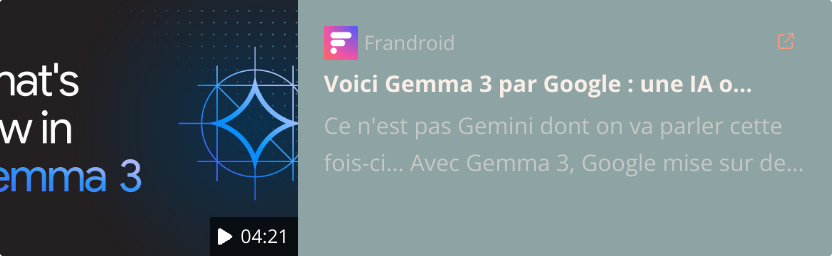 hat's
w in
emma 3
04:21
Frandroid
Voici Gemma 3 par Google : une IA o...
Ce n'est pas Gemini dont on va parler cette
fois-ci... Avec Gemma 3, Google mise sur de...